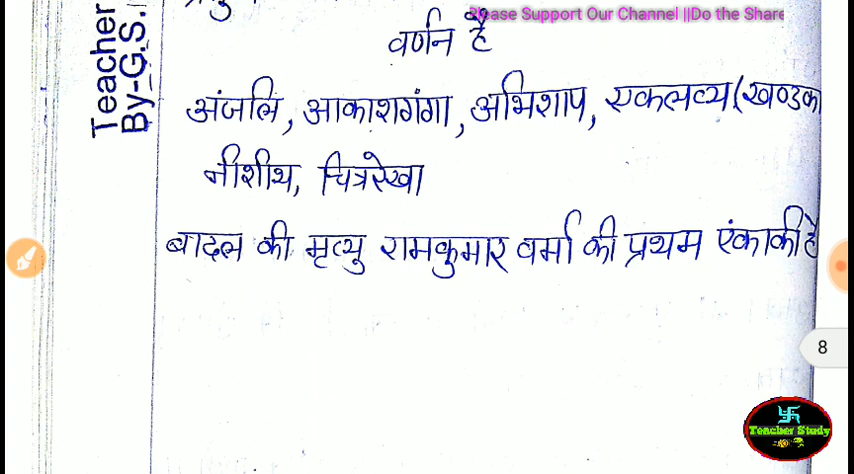 Please Support Our Channel ||Do the Share
Teacher
By-G.S.
वर्णन है
अंजलि, आकाशगंगा, अभिशाप, एकलव्य(खण्डका
नीशीथ, चित्ररेखा
बादल की मृत्यु रामकुमार वर्मा की प्रथम एंकाकी है
8
Teacher Study